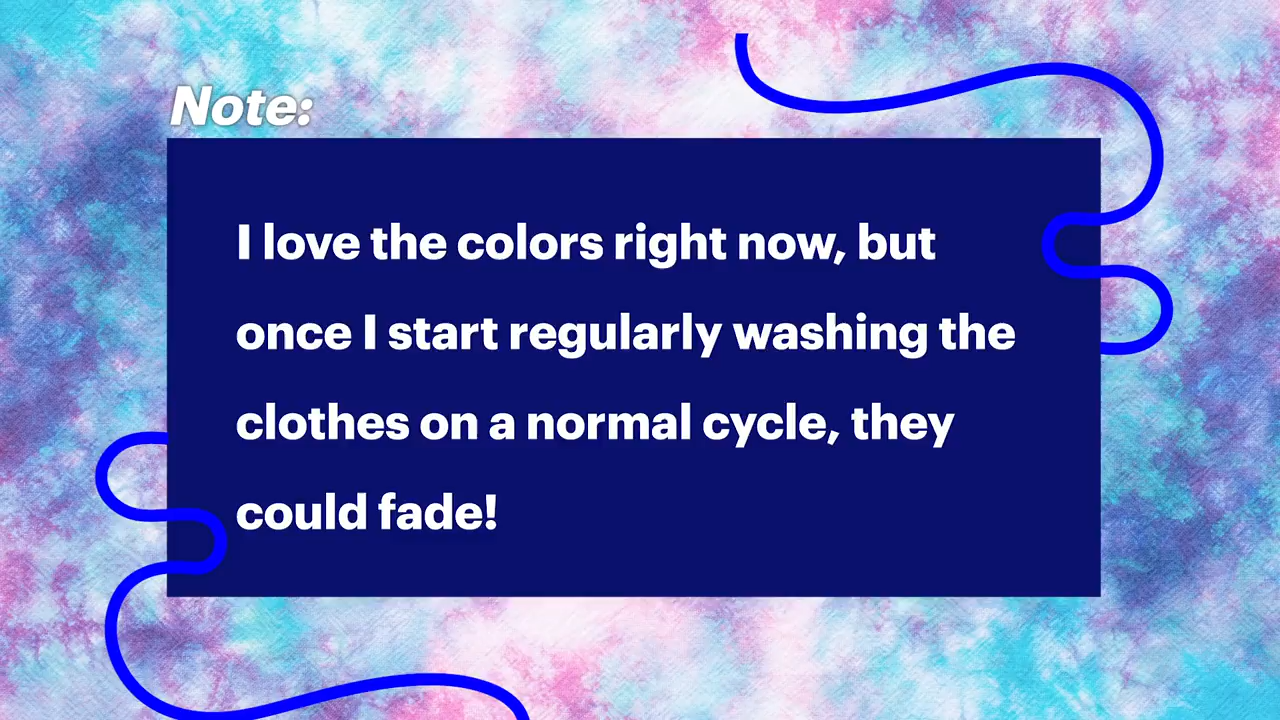 Note:
I love the colors right now, but
once I start regularly washing the
clothes on a normal cycle, they
could fade!